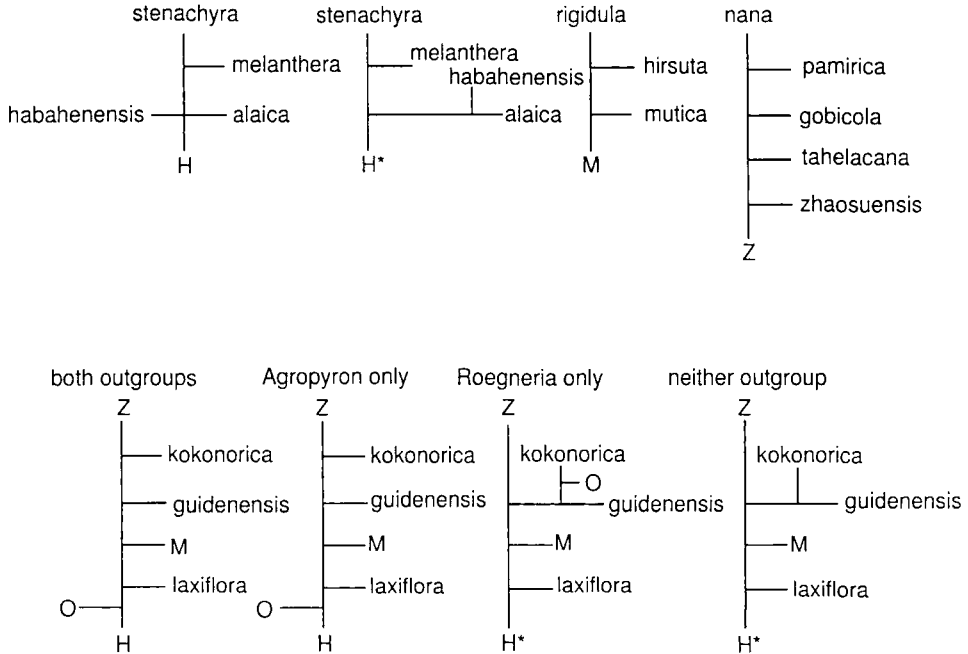 stenachyra
melanthera
habahenensis
alaica
H
stenachyra
melanthera
habahenensis
alaica
H*
rigidula
hirsuta
mutica
M
nana
pamirica
gobicola
tahelacana
zhaosuensis
Z
both outgroups
Z
kokonorica
guidenensis
M
laxiflora
O
H
Agropyron only
Z
kokonorica
guidenensis
M
laxiflora
O
H
Roegneria only
Z
kokonorica
O
guidenensis
M
laxiflora
H*
neither outgroup
Z
kokonorica
guidenensis
M
laxiflora
H*